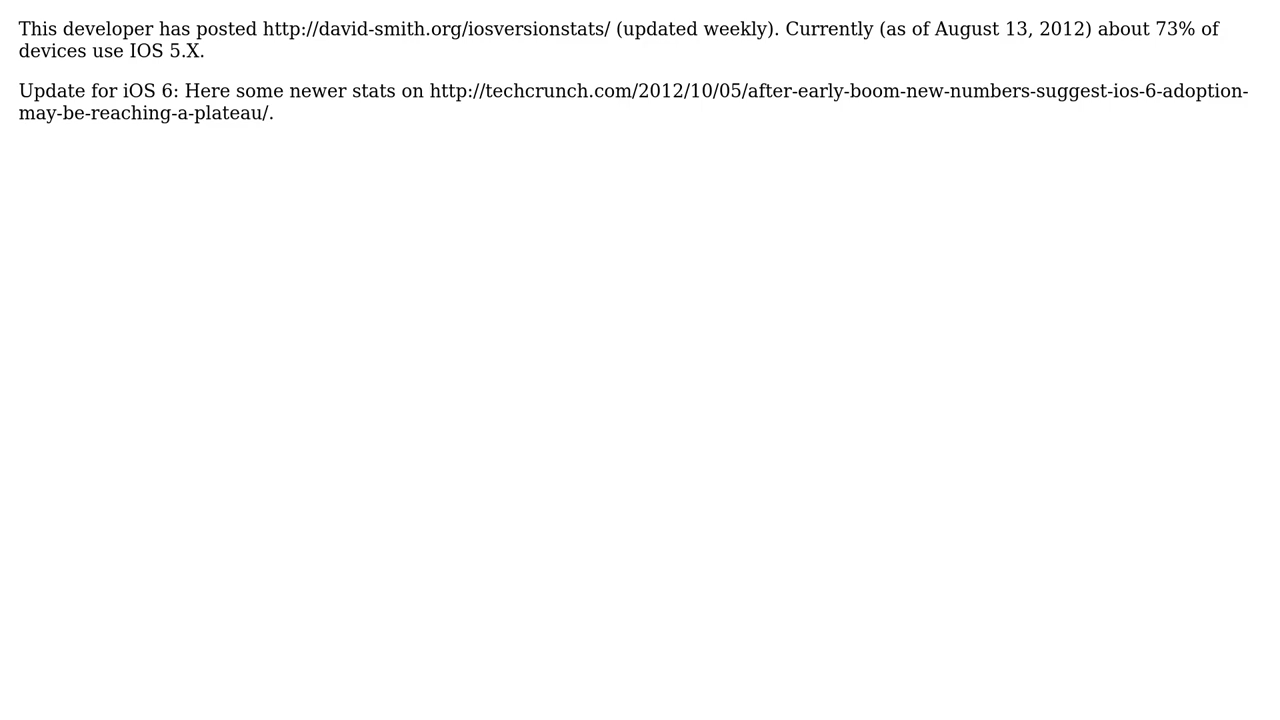 This developer has posted http://david-smith.org/iosversionstats/ (updated weekly). Currently (as of August 13, 2012) about 73% of
devices use IOS 5.X.
Update for iOS 6: Here some newer stats on http://techcrunch.com/2012/10/05/after-early-boom-new-numbers-suggest-ios-6-adoption-
may-be-reaching-a-plateau/.